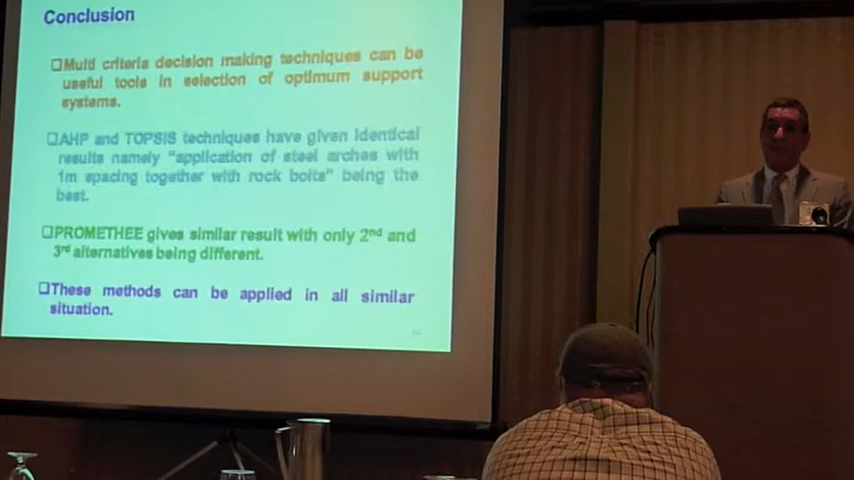 Conclusion
❑Multi criteria decision making techniques can be
useful tools in selection of optimum support
systems.
❑AHP and TOPSIS techniques have given identical
results namely "application of steel arches with
1m spacing together with rock bolts" being the
best.
❑PROMETHEE gives similar result with only 2nd and
3rd alternatives being different.
❑These methods can be applied in all similar
situation.